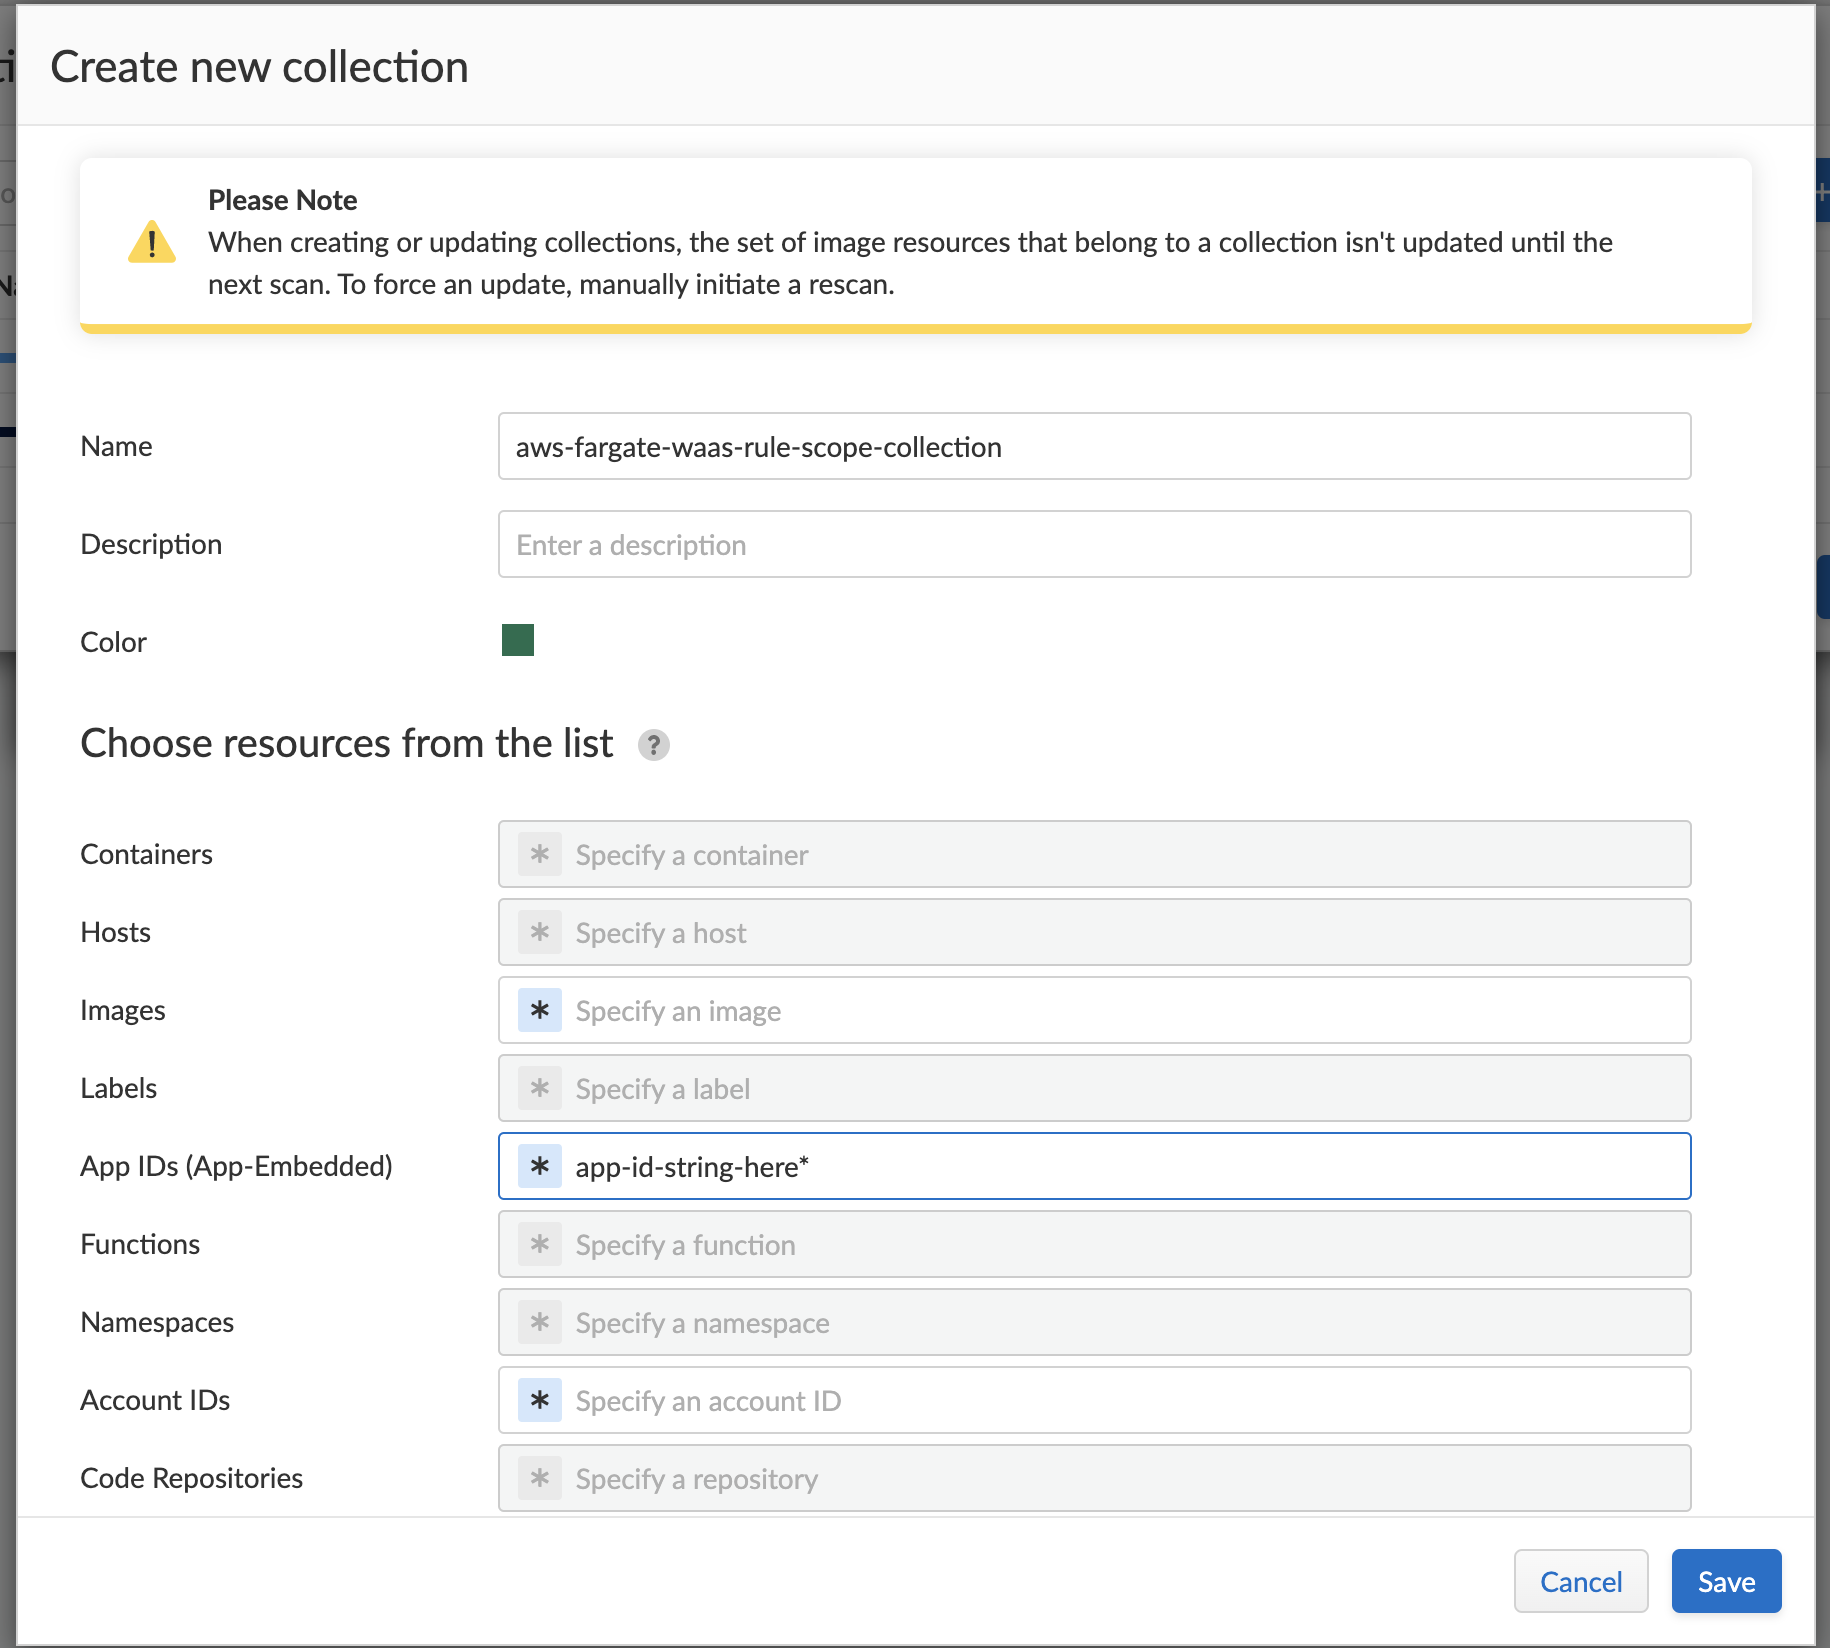 Create new collection
Please Note
When creating or updating collections, the set of image resources that belong to a collection isn't updated until the
next scan. To force an update, manually initiate a rescan.
Name
aws-fargate-waas-rule-scope-collection
Description
Enter a description
Color
Choose resources from the list ?
Containers
* Specify a container
Hosts
* Specify a host
Images
* Specify an image
Labels
* Specify a label
App IDs (App-Embedded)
* app-id-string-here*
Functions
* Specify a function
Namespaces
* Specify a namespace
Account IDs
* Specify an account ID
Code Repositories
* Specify a repository
Cancel
Save